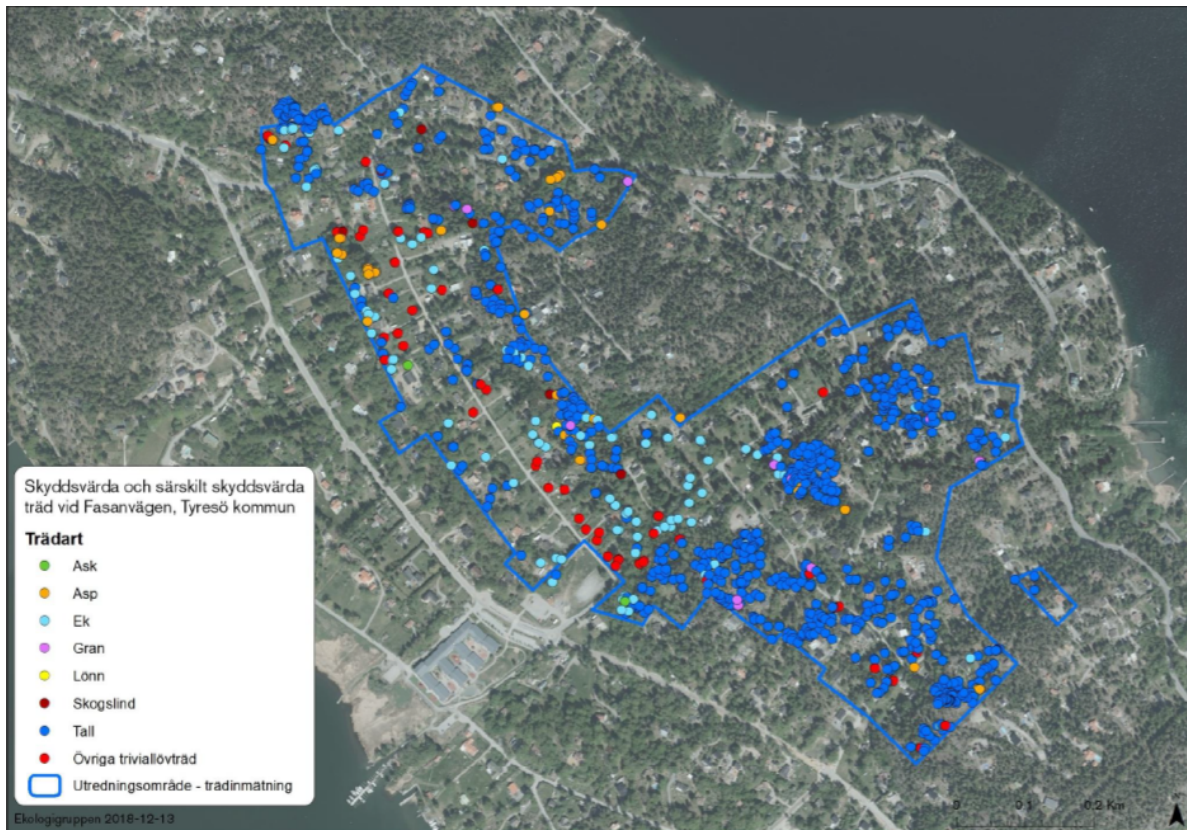 Skyddsvärda och särskilt skyddsvärda
träd vid Fasanvägen, Tyresö kommun
Trädart
Ask
Asp
Ek
Gran
Lönn
Skogslind
Tall
Övriga triviallövträd
Utredningsområde - trädinmätning
Ekologigruppen 2018-12-13
0 0.1 0.2 Km